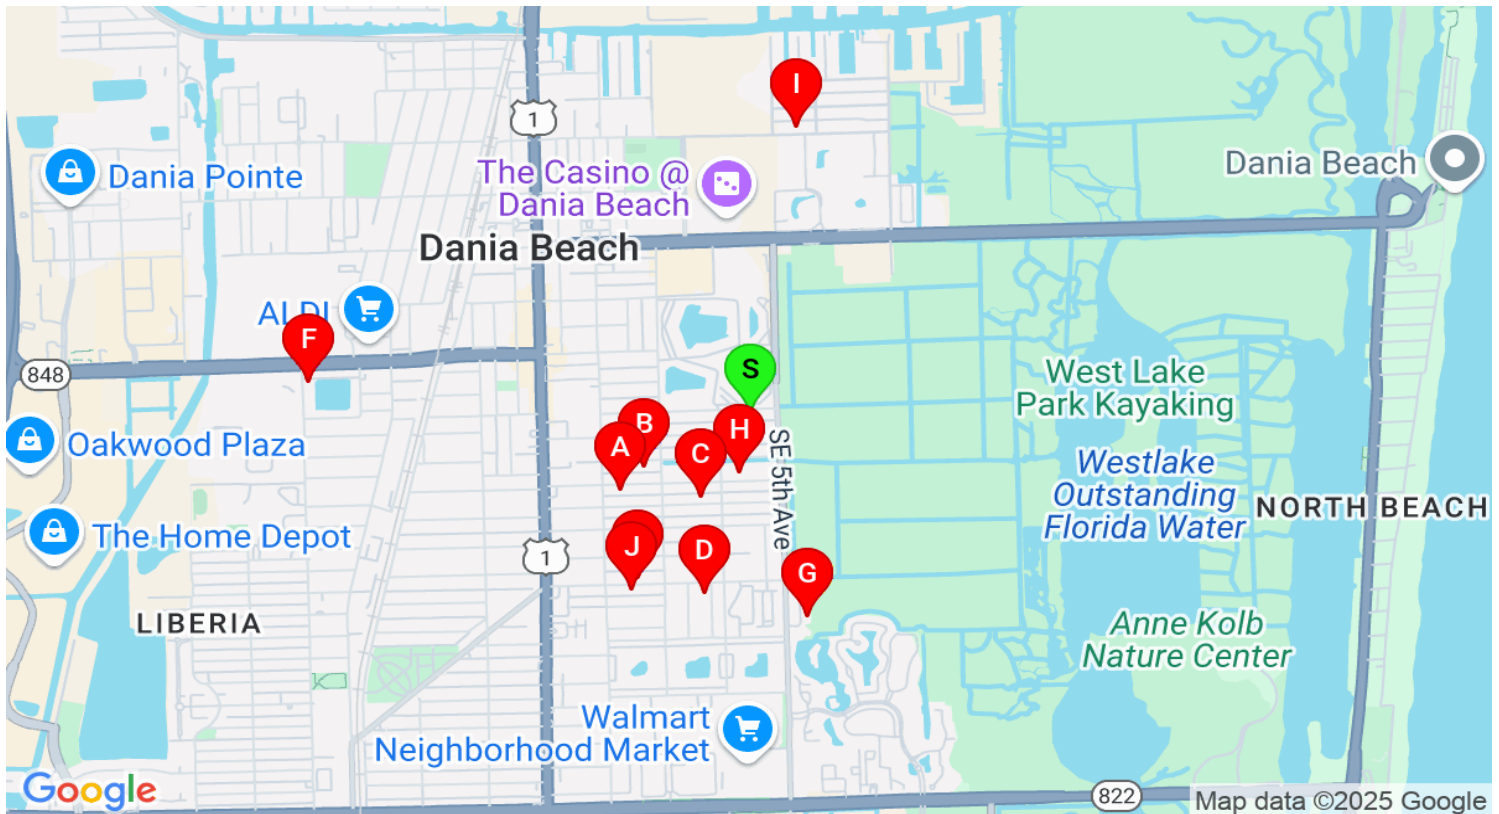 I
1
The Casino @
Dania Beach
Dania Pointe
Dania Beach
Dania Beach
ALDI
F
848
S
West Lake
Park Kayaking
B
A
C
H
Oakwood Plaza
SE 5th Ave
Westlake
Outstanding
Florida Water
NORTH BEACH
The Home Depot
1
J
D
G
LIBERIA
Anne Kolb
Nature Center
Walmart
Neighborhood Market
Google
822
Map data ©2025 Google